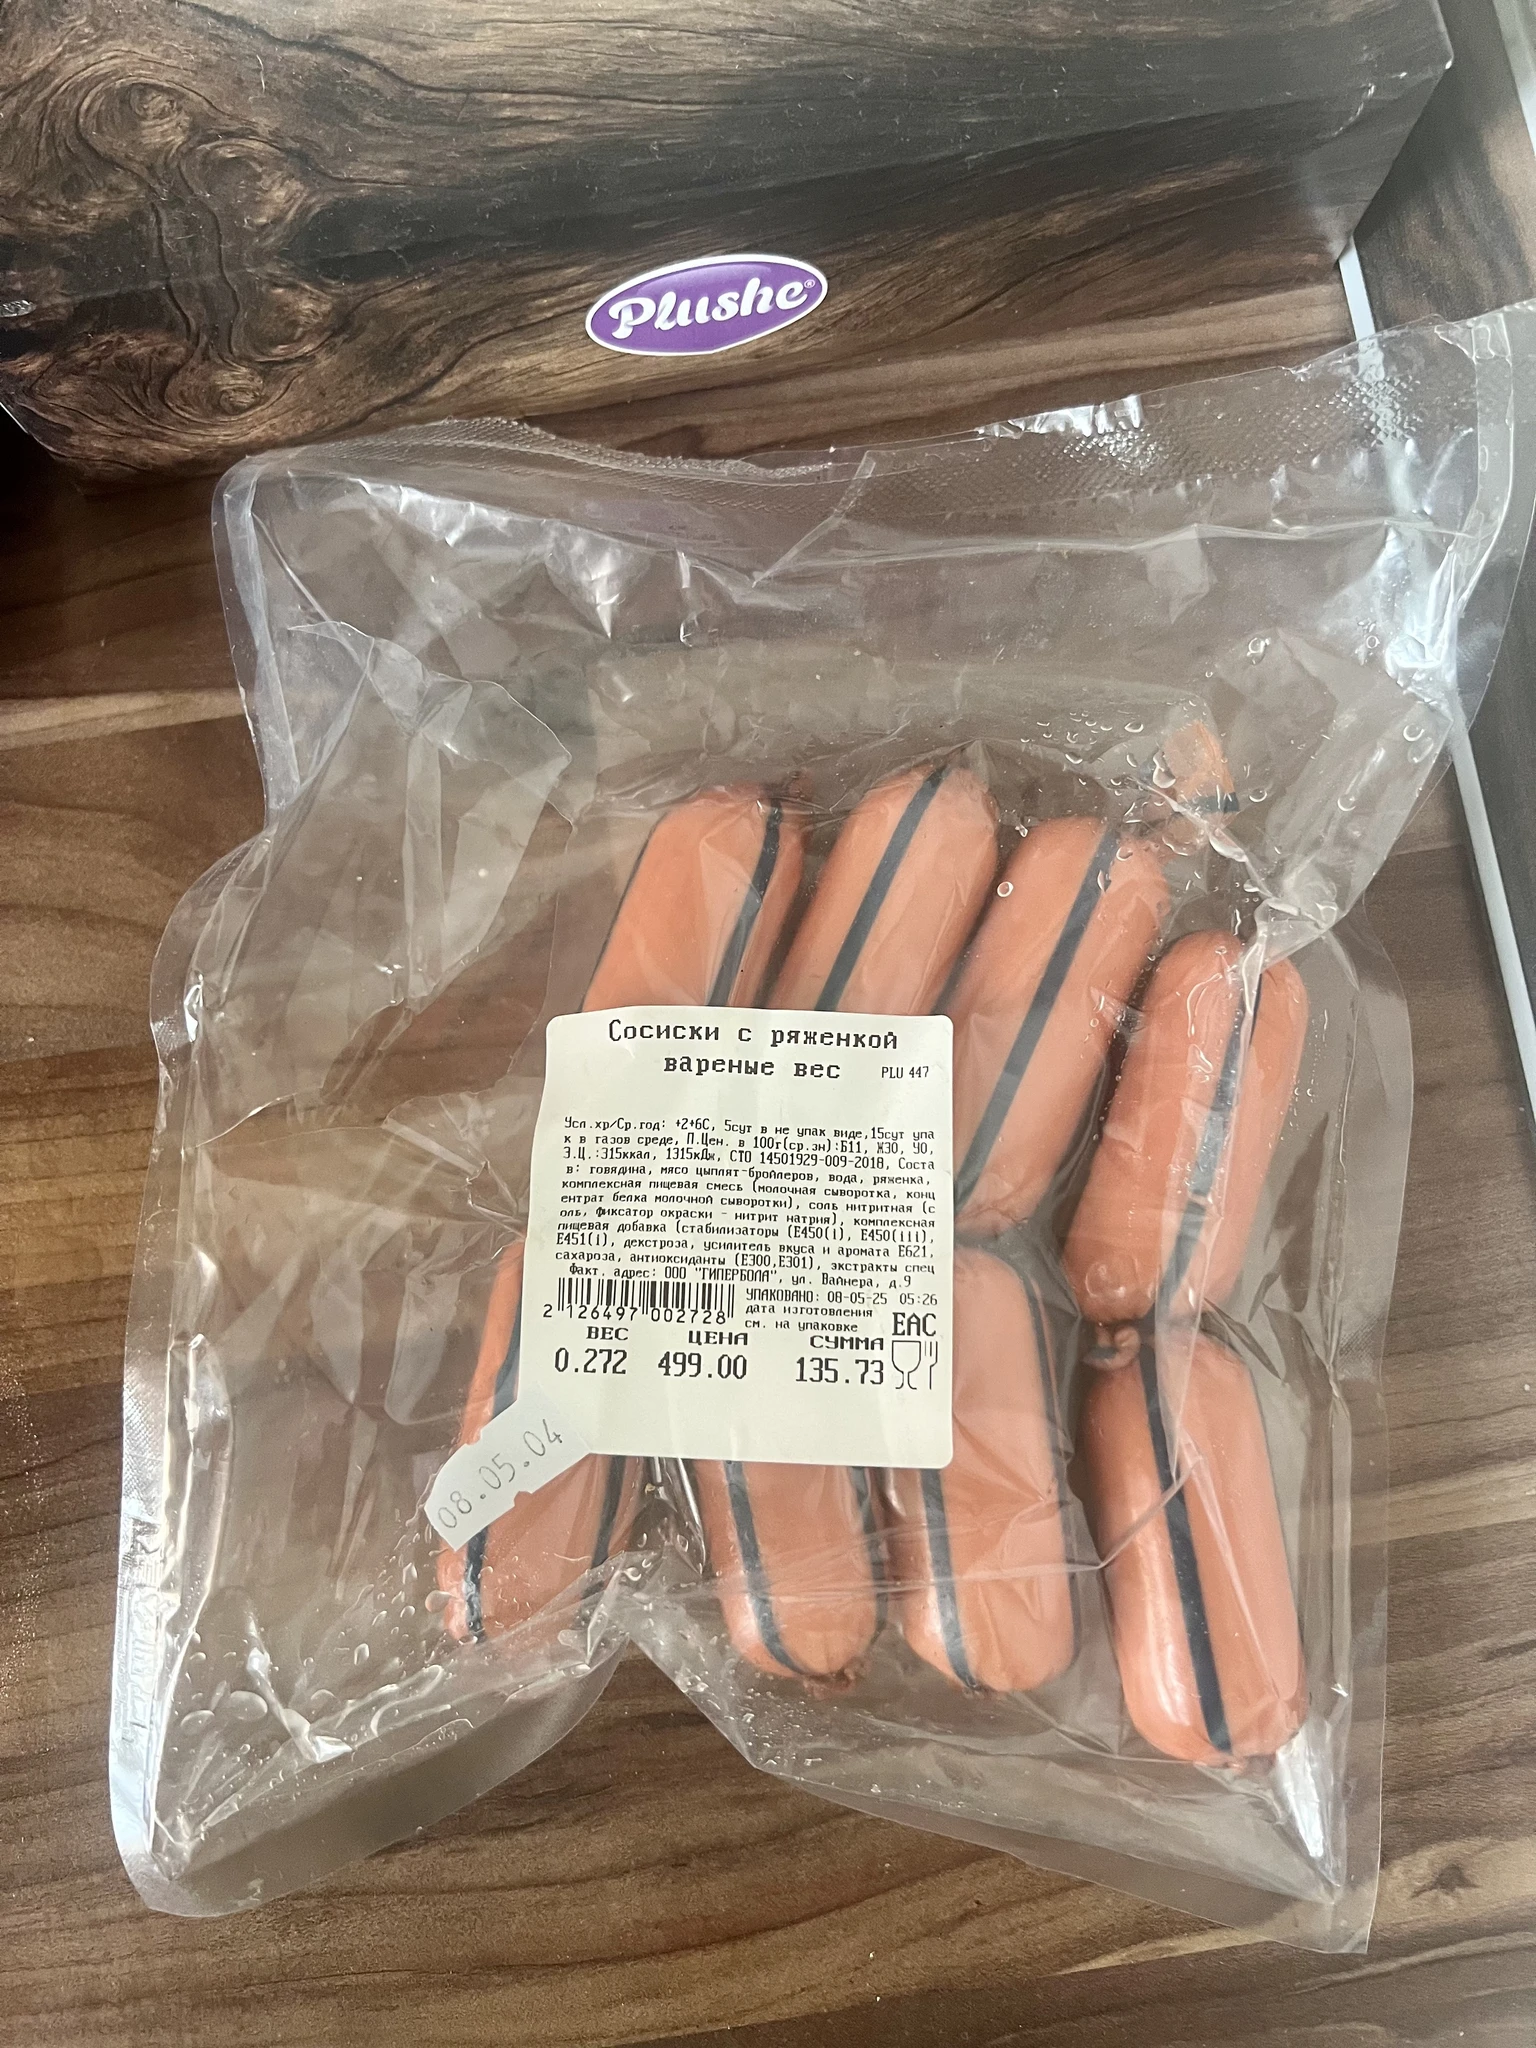 Plushe®
Сосиски с ряженкой
вареные вес PLU 447
Усл.хр/Ср.год: +2+6С, 5сут в не упак виде,15сут упа
к в газов среде, П.Цен. в 100г(ср.зн):Б11, Ж30, У0,
Э.Ц.:315ккал, 1315кДж, СТО 14501929-009-2018, Соста
в: говядина, мясо цыплят-бройлеров, вода, ряженка,
комплексная пищевая смесь (молочная сыворотка, конц
ентрат белка молочной сыворотки), соль нитритная (с
оль, фиксатор окраски - нитрит натрия), комплексная
пищевая добавка (стабилизаторы (Е450(i), Е450(iii),
Е451(i), декстроза, усилитель вкуса и аромата Е621,
сахароза, антиоксиданты (Е300,Е301), экстракты спец
Факт. адрес: ООО "ГИПЕРБОЛА", ул. Вайнера, д.9
УПАКОВАНО: 08-05-25 05:26
дата изготовления
см. на упаковке
2 126497 002728
EAC
ВЕС ЦЕНА СУММА
0.272 499.00 135.73
08.05.04